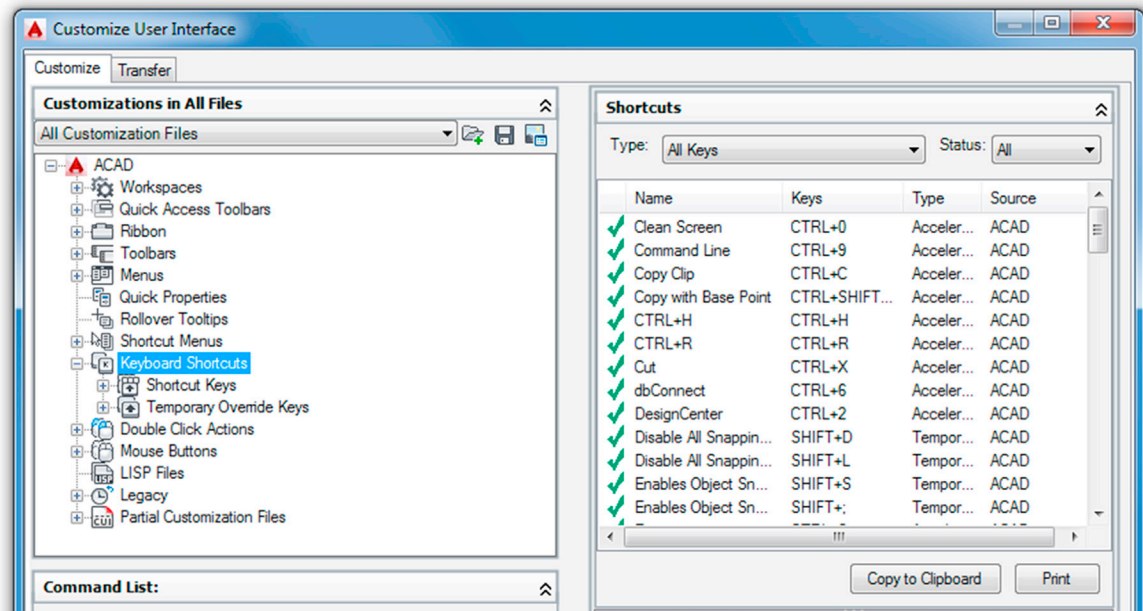 Customize User Interface
Customize Transfer
Customizations in All Files
All Customization Files
ACAD
Workspaces
Quick Access Toolbars
Ribbon
Toolbars
Menus
Quick Properties
Rollover Tooltips
Shortcut Menus
Keyboard Shortcuts
Shortcut Keys
Temporary Override Keys
Double Click Actions
Mouse Buttons
LISP Files
Legacy
Partial Customization Files
Command List:
Shortcuts
Type: All Keys Status: All
Name Keys Type Source
Clean Screen CTRL+0 Acceler... ACAD
Command Line CTRL+9 Acceler... ACAD
Copy Clip CTRL+C Acceler... ACAD
Copy with Base Point CTRL+SHIFT... Acceler... ACAD
CTRL+H CTRL+H Acceler... ACAD
CTRL+R CTRL+R Acceler... ACAD
Cut CTRL+X Acceler... ACAD
dbConnect CTRL+6 Acceler... ACAD
DesignCenter CTRL+2 Acceler... ACAD
Disable All Snappin... SHIFT+D Tempor... ACAD
Disable All Snappin... SHIFT+L Tempor... ACAD
Enables Object Sn... SHIFT+S Tempor... ACAD
Enables Object Sn... SHIFT+; Tempor... ACAD
Copy to Clipboard Print